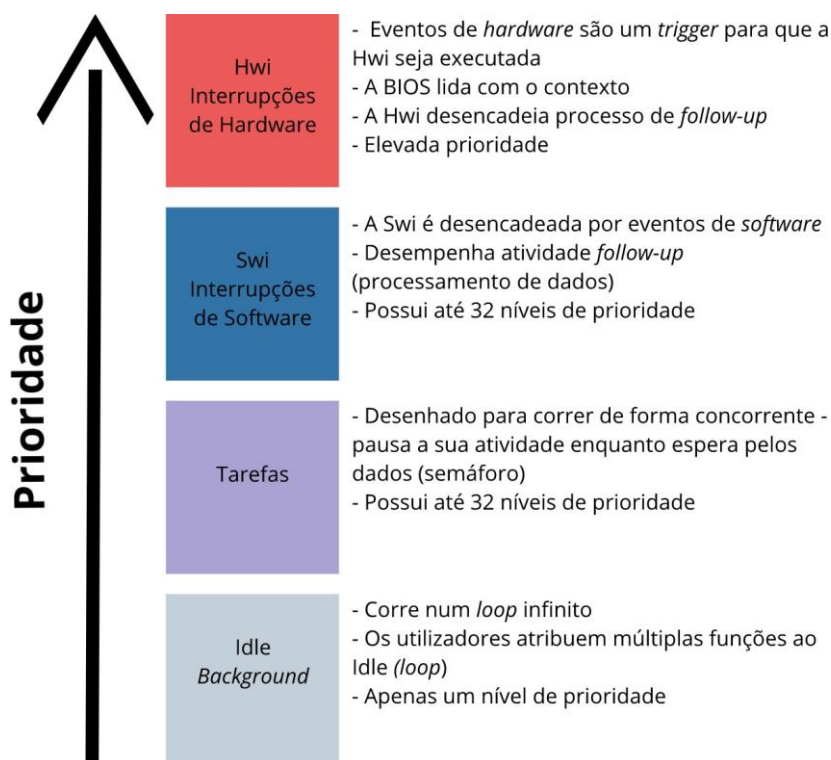 Prioridade
Hwi
Interrupções
de Hardware
- Eventos de hardware são um trigger para que a
Hwi seja executada
- A BIOS lida com o contexto
- A Hwi desencadeia processo de follow-up
- Elevada prioridade
Swi
Interrupções
de Software
- A Swi é desencadeada por eventos de software
- Desempenha atividade follow-up
(processamento de dados)
- Possui até 32 níveis de prioridade
Tarefas
- Desenhado para correr de forma concorrente -
pausa a sua atividade enquanto espera pelos
dados (semáforo)
- Possui até 32 níveis de prioridade
Idle
Background
- Corre num loop infinito
- Os utilizadores atribuem múltiplas funções ao
Idle (loop)
- Apenas um nível de prioridade